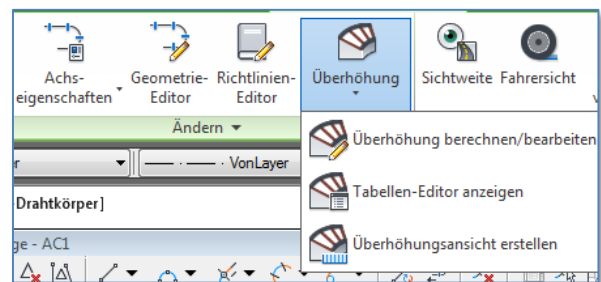 Achs-
eigenschaften
Geometrie-
Editor
Richtlinien-
Editor
Überhöhung
Sichtweite
Fahrersicht
Ändern
VonLayer
Drahtkörper]
- AC1
Überhöhung berechnen/bearbeiten
Tabellen-Editor anzeigen
Überhöhungsansicht erstellen